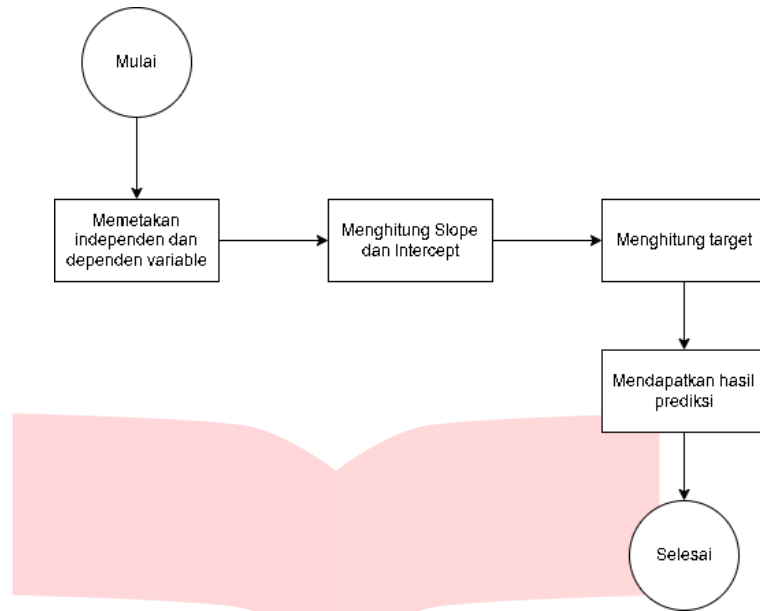 Mulai
Memetakan
independen dan
dependen variable
Menghitung Slope
dan Intercept
Menghitung target
Mendapatkan hasil
prediksi
Selesai